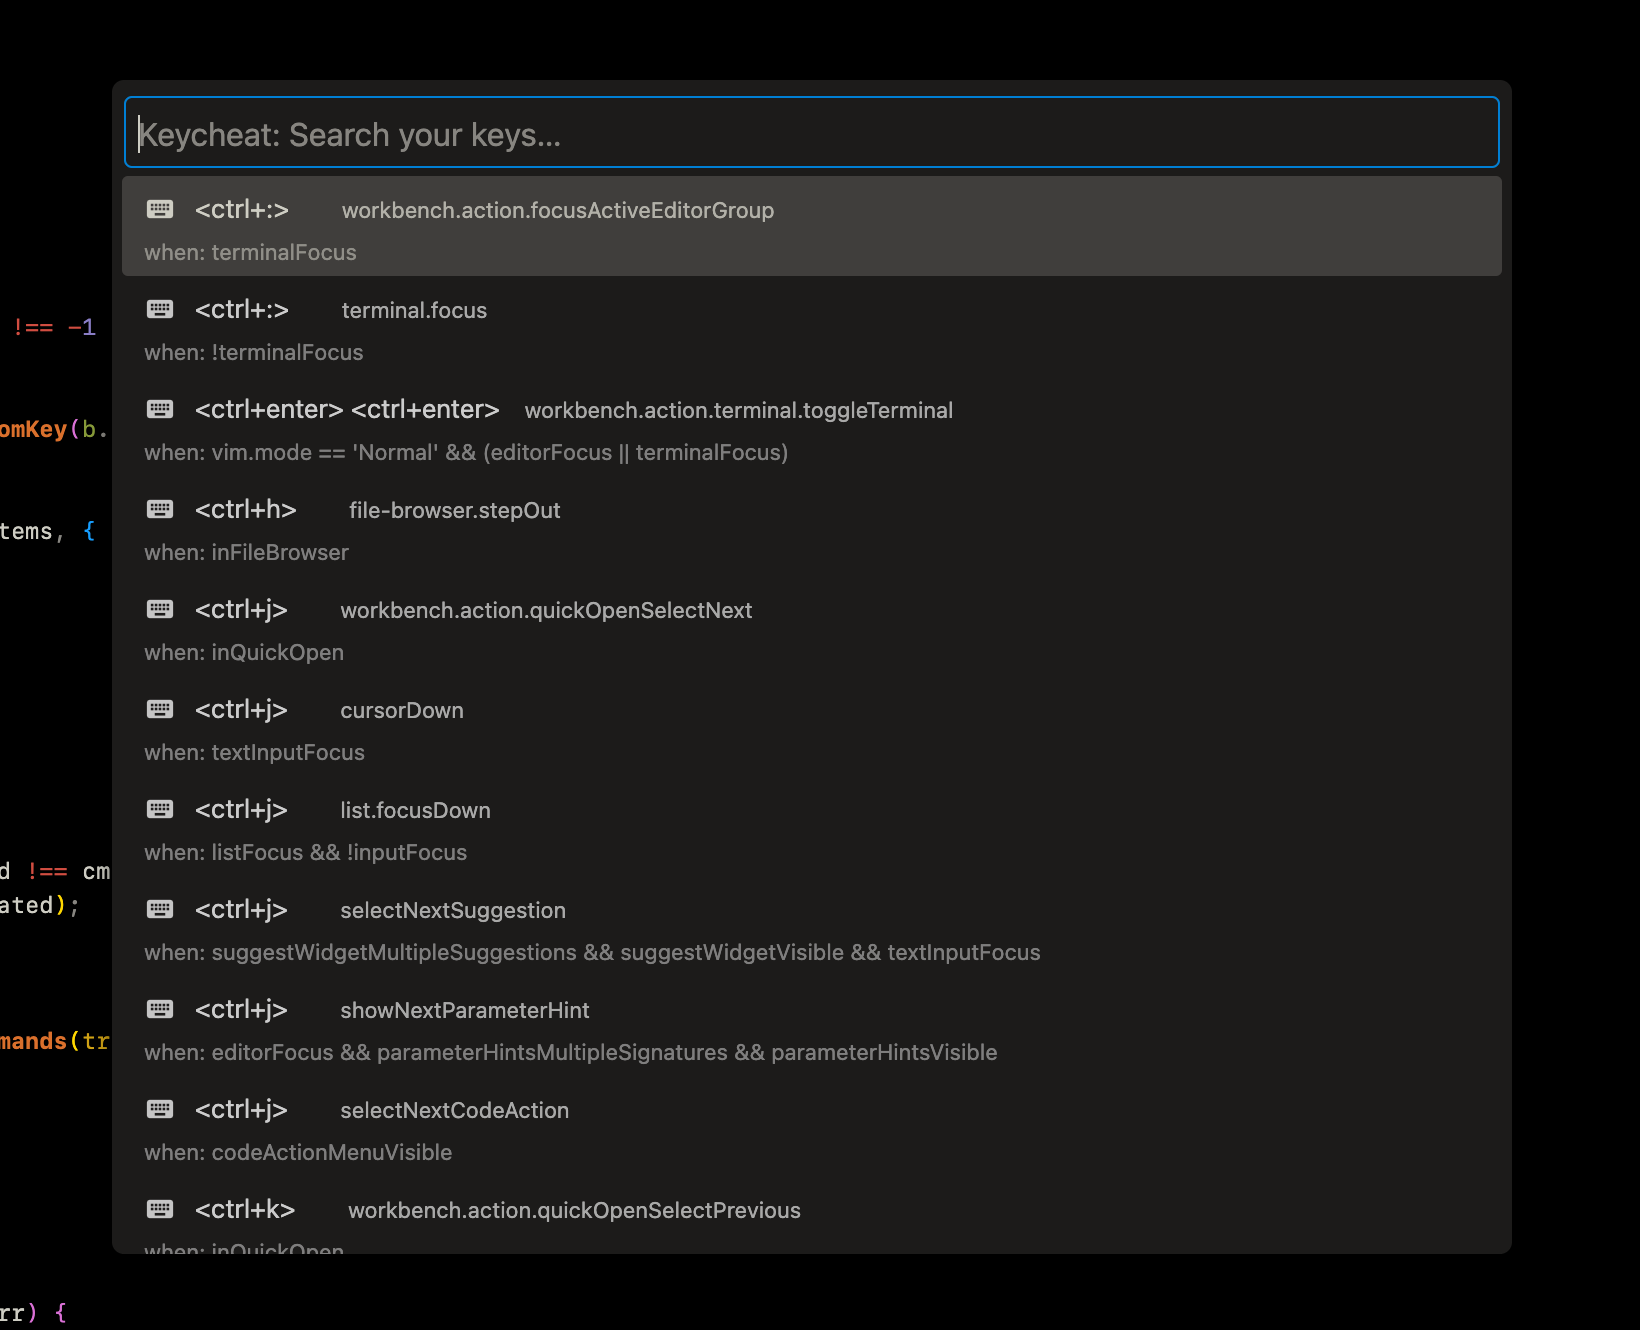 Keycheat: Search your keys...
<ctrl+:> workbench.action.focusActiveEditorGroup
when: terminalFocus
<ctrl+:> terminal.focus
when: !terminalFocus
!== -1
<ctrl+enter> <ctrl+enter> workbench.action.terminal.toggleTerminal
omKey(b.
when: vim.mode == 'Normal' && (editorFocus || terminalFocus)
<ctrl+h> file-browser.stepOut
tems, {
when: inFileBrowser
<ctrl+j> workbench.action.quickOpenSelectNext
when: inQuickOpen
<ctrl+j> cursorDown
when: textInputFocus
<ctrl+j> list.focusDown
when: listFocus && !inputFocus
d !== cm
ated);
<ctrl+j> selectNextSuggestion
when: suggestWidgetMultipleSuggestions && suggestWidgetVisible && textInputFocus
<ctrl+j> showNextParameterHint
mands(tr
when: editorFocus && parameterHintsMultipleSignatures && parameterHintsVisible
<ctrl+j> selectNextCodeAction
when: codeActionMenuVisible
<ctrl+k> workbench.action.quickOpenSelectPrevious
when: inQuickOpen
rr) {